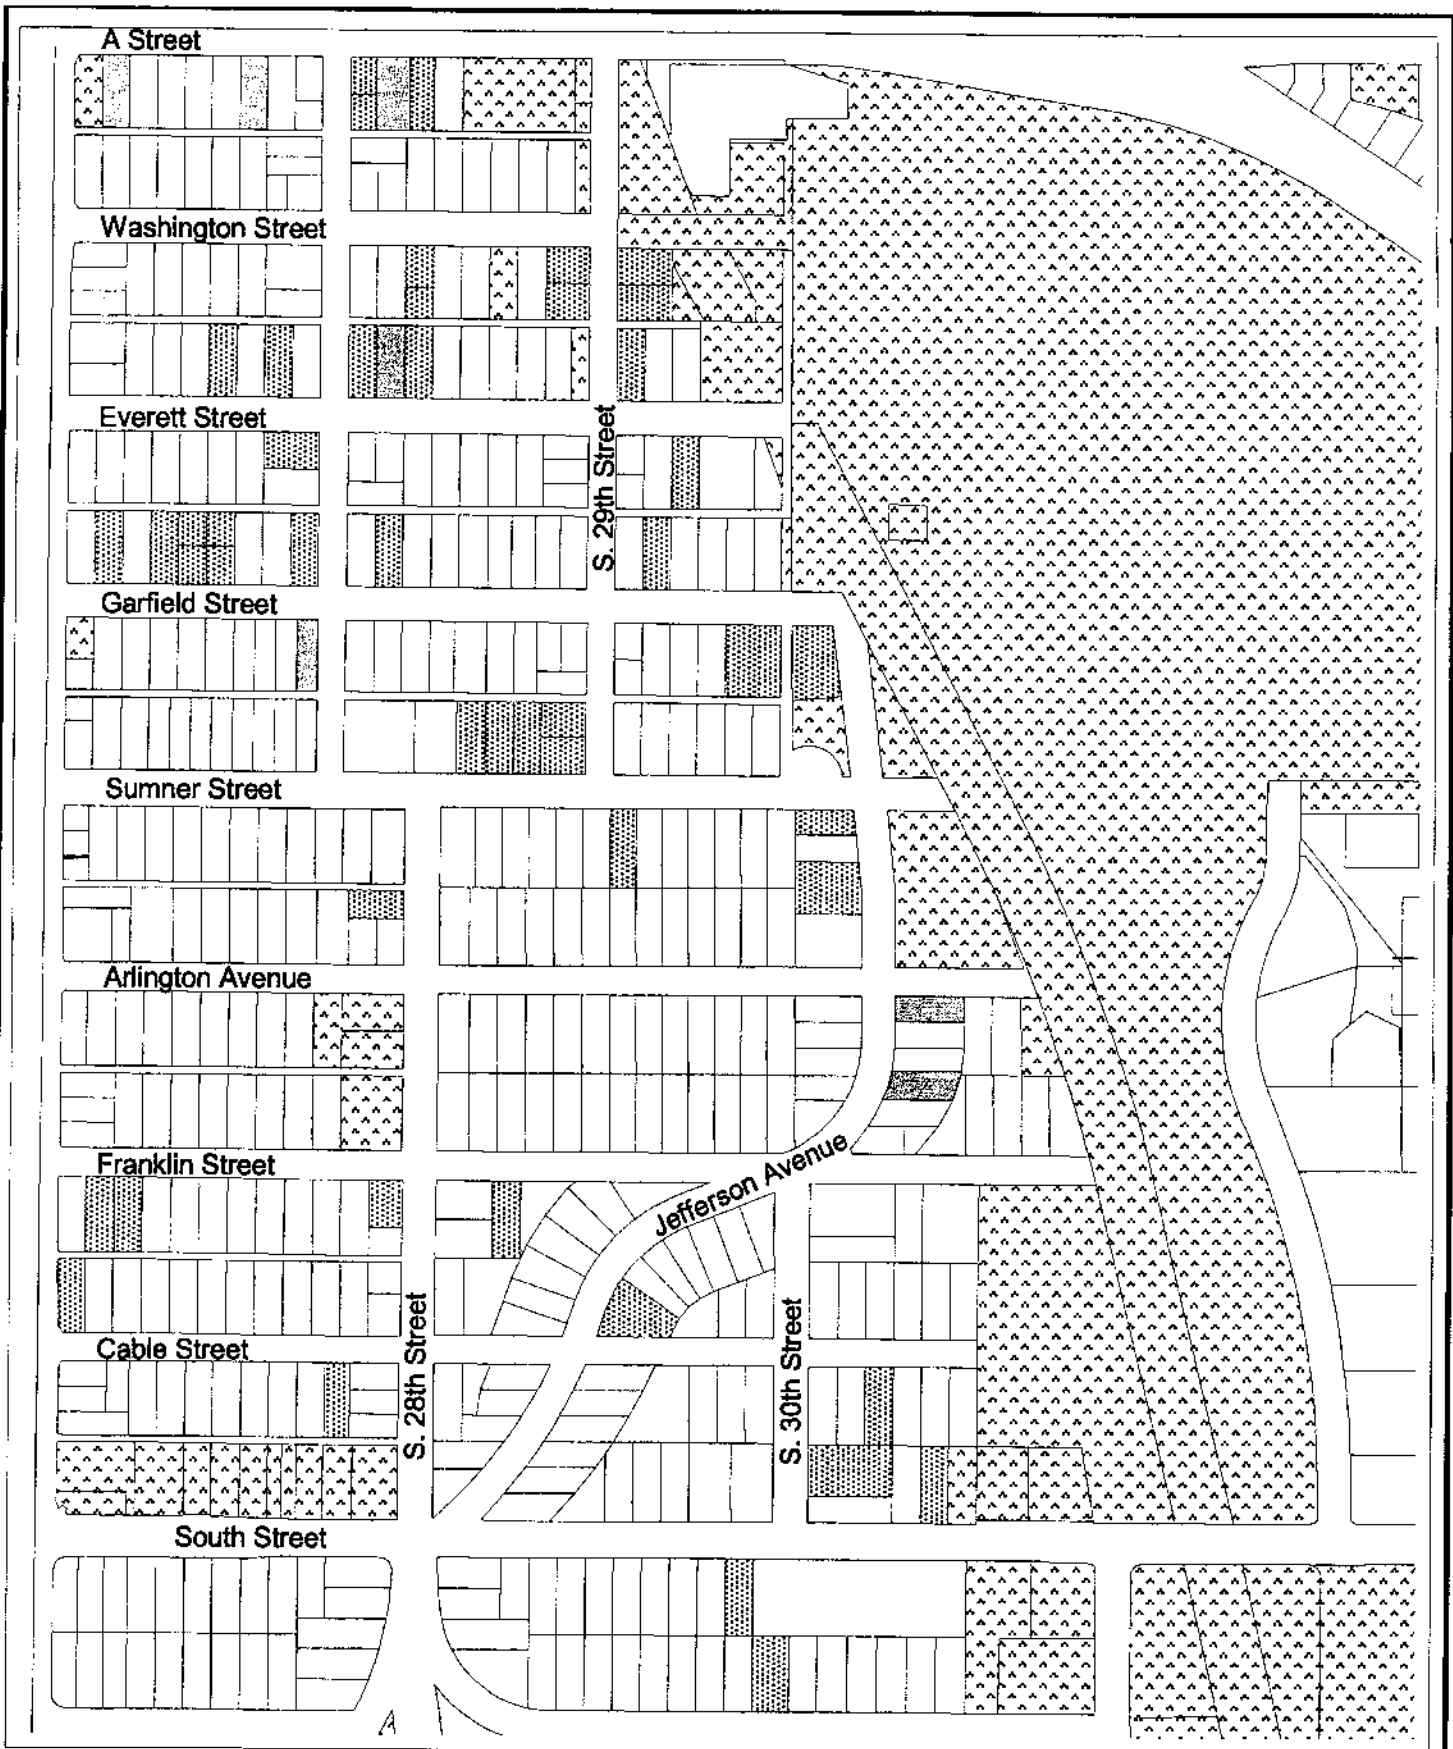 A Street
Washington Street
Everett Street
S. 29th Street
Garfield Street
Sumner Street
Arlington Avenue
Franklin Street
Jefferson Avenue
Cable Street
S. 28th Street
S. 30th Street
South Street